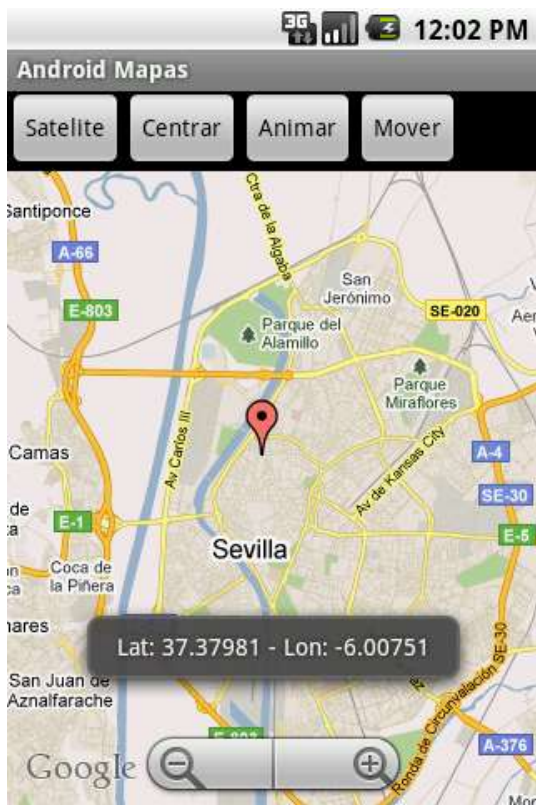 3G 12:02 PM
Android Mapas
Satelite Centrar Animar Mover
Ctra de la Algaba
Santiponce
A-66
San Jerónimo
E-803
SE-020
Parque del Alamillo
Parque Miraflores
Av Carlos III
Camas
Av de Kansas City
A-4
SE-30
E-1
E-5
Sevilla
Coca de la Piñera
Lat: 37.37981 - Lon: -6.00751
San Juan de Aznalfarache
Ronda de Circunvalación SE-30
A-376
Google